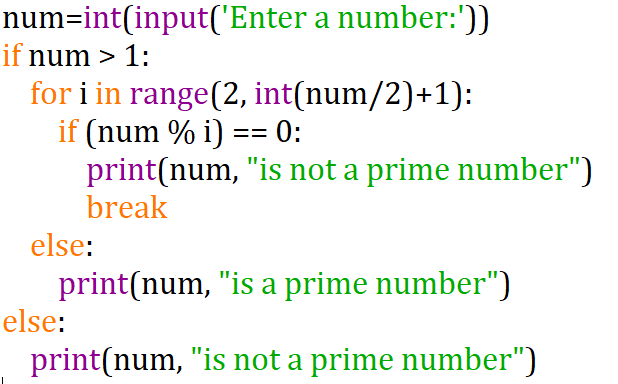 num=int(input('Enter a number:'))
if num > 1:
    for i in range(2, int(num/2)+1):
        if (num % i) == 0:
            print(num, "is not a prime number")
            break
    else:
        print(num, "is a prime number")
else:
    print(num, "is not a prime number")